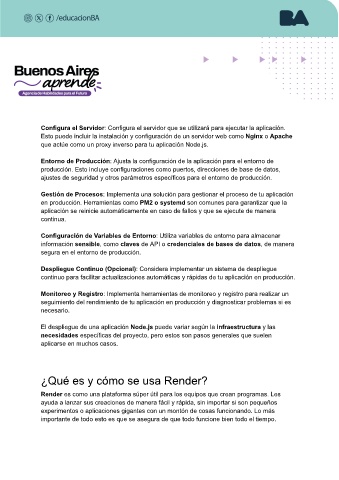 /educacionBA
BA
Buenos Aires
aprende
Agencia de Habilidades para el Futuro
Configura el Servidor: Configura el servidor que se utilizará para ejecutar la aplicación.
Esto puede incluir la instalación y configuración de un servidor web como Nginx o Apache
que actúe como un proxy inverso para tu aplicación Node.js.
Entorno de Producción: Ajusta la configuración de la aplicación para el entorno de
producción. Esto incluye configuraciones como puertos, direcciones de base de datos,
ajustes de seguridad y otros parámetros específicos para el entorno de producción.
Gestión de Procesos: Implementa una solución para gestionar el proceso de tu aplicación
en producción. Herramientas como PM2 o systemd son comunes para garantizar que la
aplicación se reinicie automáticamente en caso de fallos y que se ejecute de manera
continua.
Configuración de Variables de Entorno: Utiliza variables de entorno para almacenar
información sensible, como claves de API o credenciales de bases de datos, de manera
segura en el entorno de producción.
Despliegue Continuo (Opcional): Considera implementar un sistema de despliegue
continuo para facilitar actualizaciones automáticas y rápidas de tu aplicación en producción.
Monitoreo y Registro: Implementa herramientas de monitoreo y registro para realizar un
seguimiento del rendimiento de tu aplicación en producción y diagnosticar problemas si es
necesario.
El despliegue de una aplicación Node.js puede variar según la infraestructura y las
necesidades específicas del proyecto, pero estos son pasos generales que suelen
aplicarse en muchos casos.
¿Qué es y cómo se usa Render?
Render es como una plataforma súper útil para los equipos que crean programas. Les
ayuda a lanzar sus creaciones de manera fácil y rápida, sin importar si son pequeños
experimentos o aplicaciones gigantes con un montón de cosas funcionando. Lo más
importante de todo esto es que se asegura de que todo funcione bien todo el tiempo.